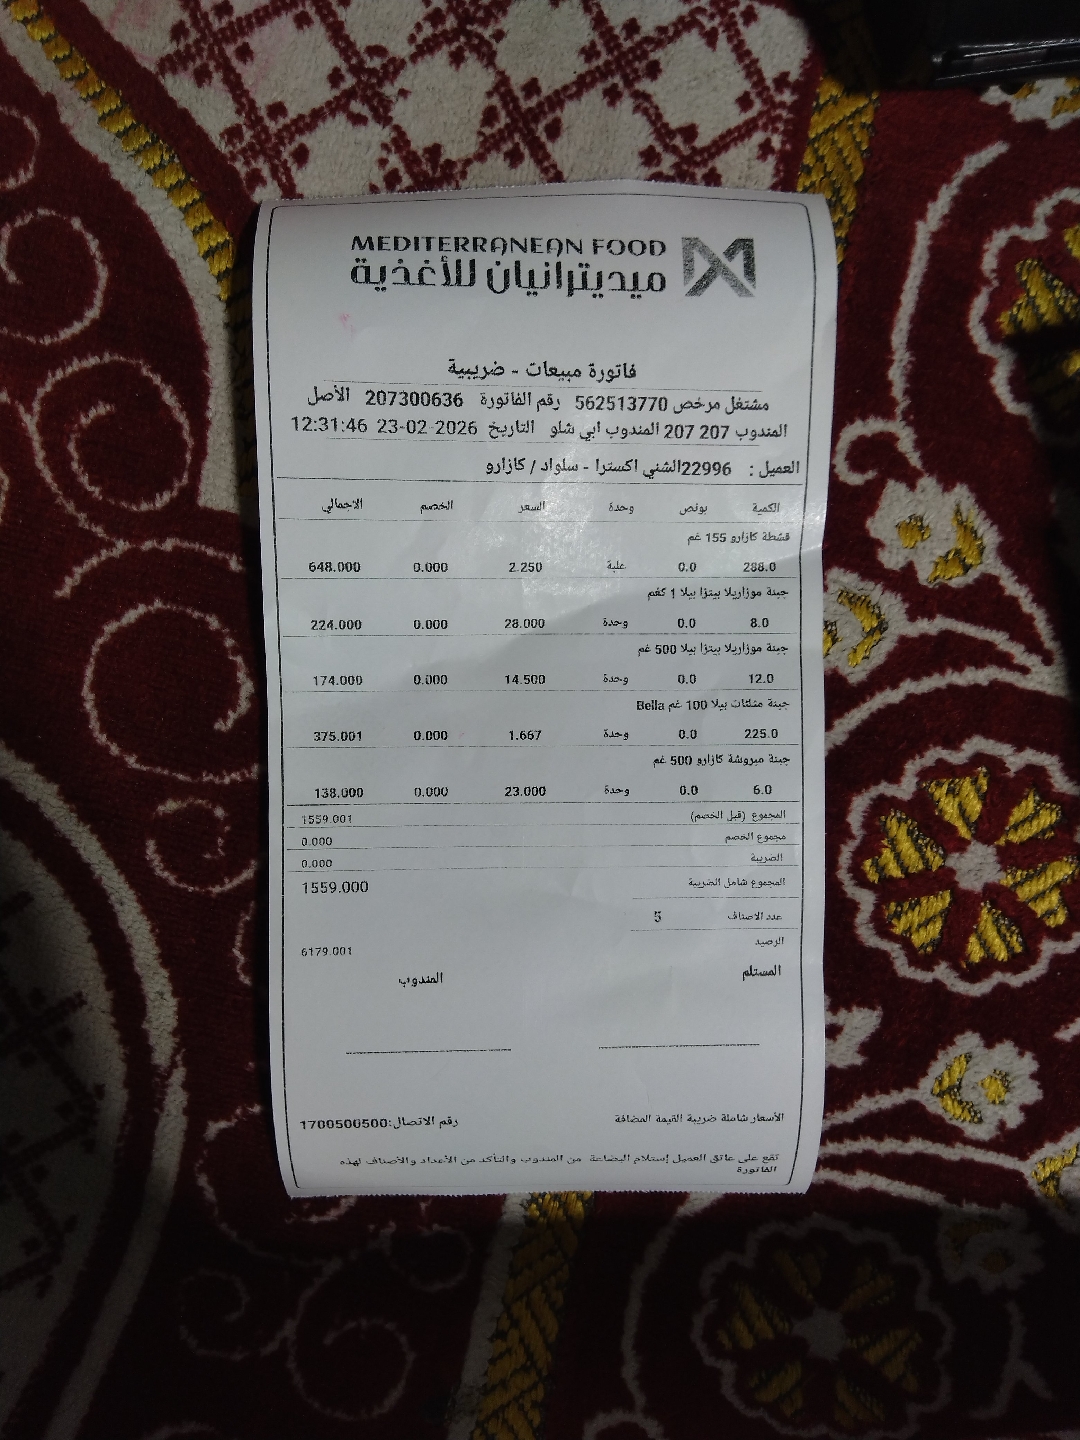 MEDITERRANEAN FOOD
ميديترانيان للأغذية
فاتورة مبيعات - ضريبية
مشتغل مرخص 562513770 رقم الفاتورة 207300636 الأصل
المندوب 207 207 المندوب ابي شلو التاريخ 23-02-2026 12:31:46
العميل : 22996الشني اكسترا - سلواد / كازارو
الكمية بونص وحدة السعر الخصم الاجمالي
قشطة كازارو 155 غم
288.0 0.0 علبة 2.250 0.000 648.000
جبنة موزاريلا بيتزا بيلا 1 كغم
8.0 0.0 وحدة 28.000 0.000 224.000
جبنة موزاريلا بيتزا بيلا 500 غم
12.0 0.0 وحدة 14.500 0.000 174.000
جبنة مثلثات بيلا 100 غم Bella
225.0 0.0 وحدة 1.667 0.000 375.001
جبنة مبروشة كازارو 500 غم
6.0 0.0 وحدة 23.000 0.000 138.000
المجموع (قبل الخصم) 1559.001
مجموع الخصم 0.000
الضريبة 0.000
المجموع شامل الضريبة 1559.000
عدد الاصناف 5
الرصيد 6179.001
المستلم المندوب
الأسعار شاملة ضريبة القيمة المضافة رقم الاتصال:1700500500
تقع على عاتق العميل إستلام البضاعة من المندوب والتأكد من الأعداد والأصناف لهذه
الفاتورة